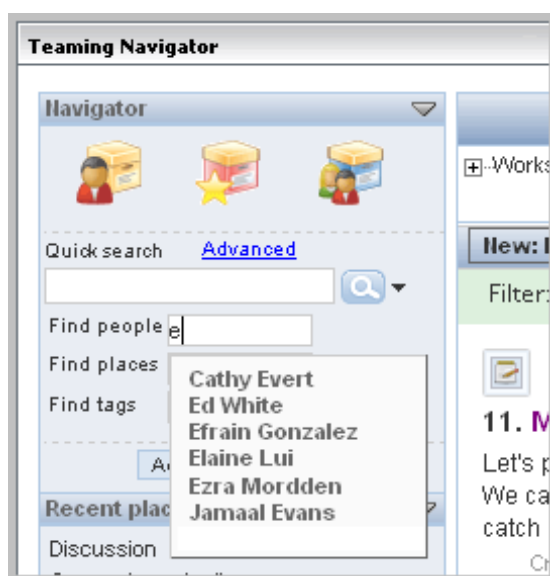 Teaming Navigator
Navigator
Quick search Advanced
Find people e
Find places
Find tags
Cathy Evert
Ed White
Efrain Gonzalez
Elaine Lui
Ezra Mordden
Jamaal Evans
Recent plac
Discussion
Works
New:
Filter:
11. M
Let's p
We ca
catch
Cr